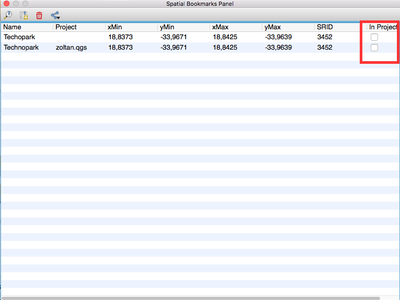 Spatial Bookmarks Panel
Name Project xMin yMin xMax yMax SRID In Project
Techopark 18,8373 -33,9671 18,8425 -33,9639 3452
Technopark zoltan.qgs 18,8373 -33,9671 18,8425 -33,9639 3452